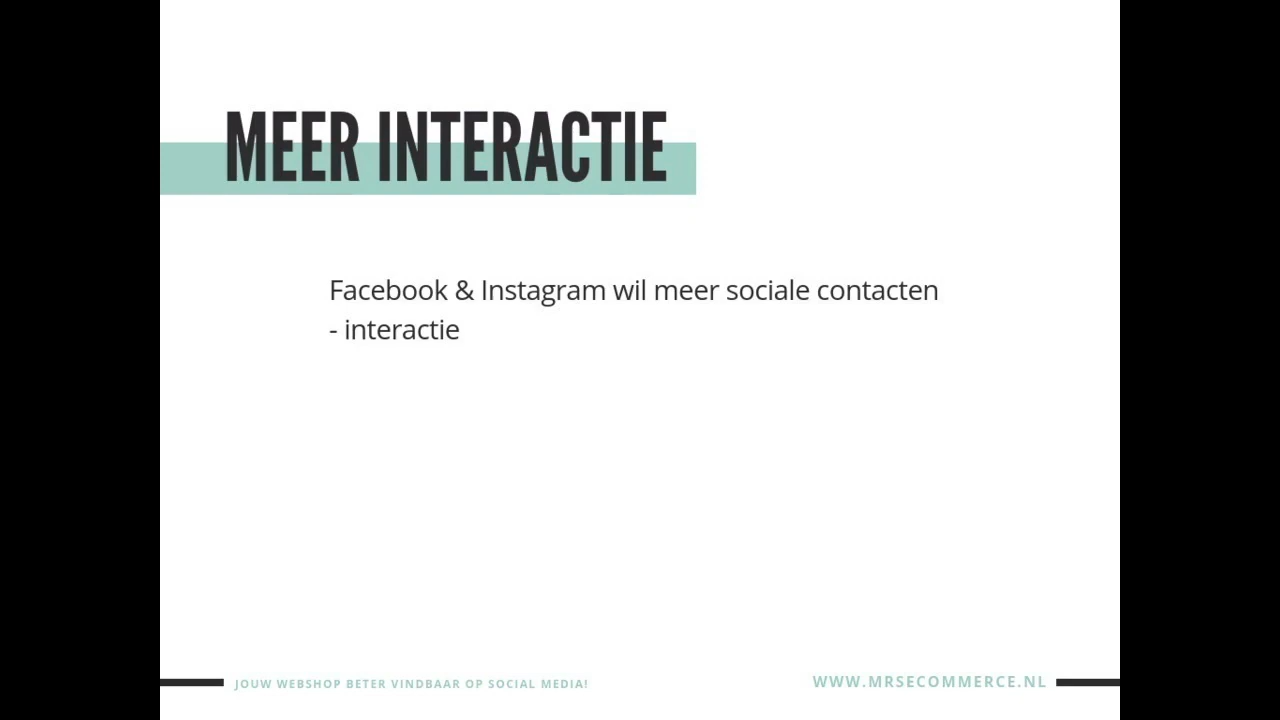 MEER INTERACTIE
Facebook & Instagram wil meer sociale contacten
- interactie
JOUW WEBSHOP BETER VINDBAAR OP SOCIAL MEDIA!
WWW.MRSECOMMERCE.NL